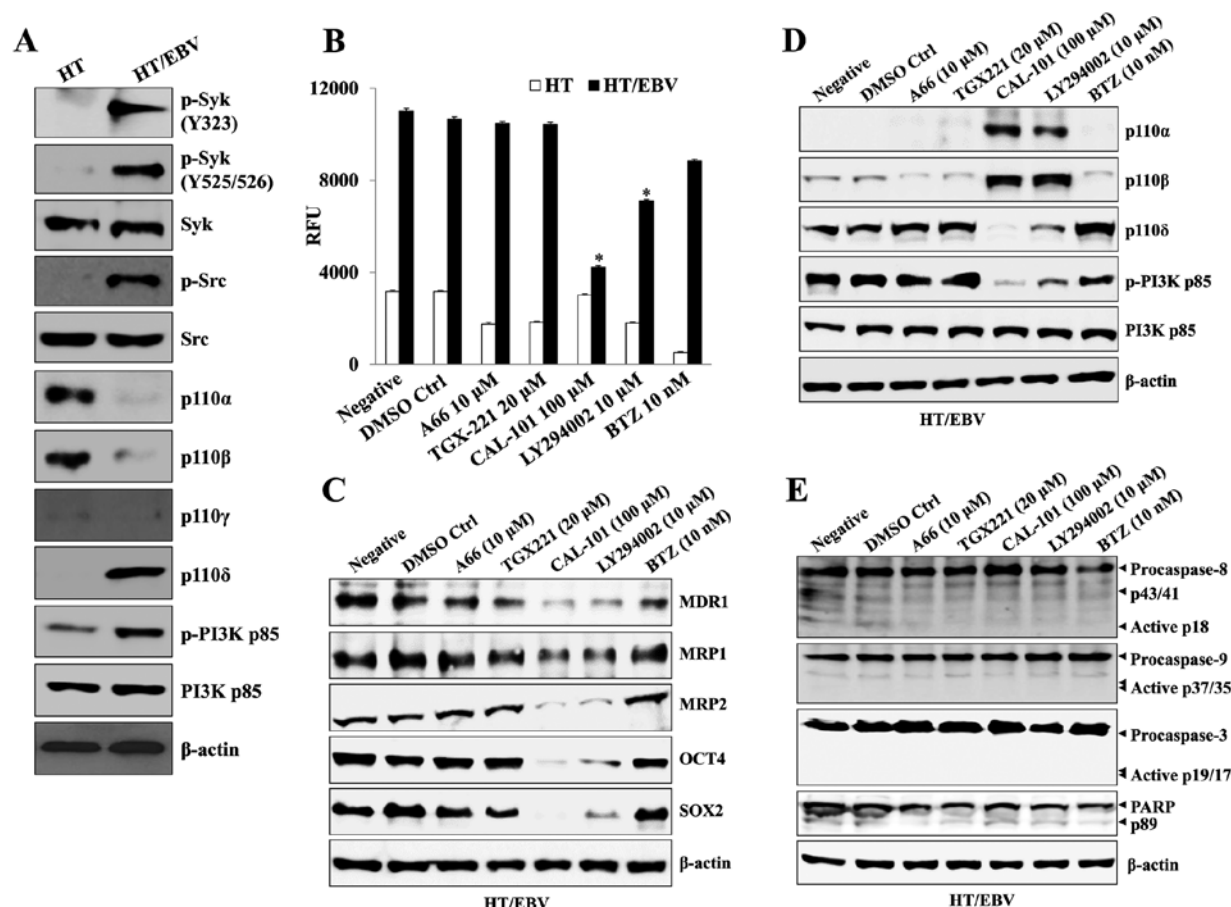 A
HT
HT/EBV
p-Syk
(Y323)
p-Syk
(Y525/526)
Syk
p-Src
Src
p110α
p110β
p110γ
p110δ
p-PI3K p85
PI3K p85
β-actin
B
HT HT/EBV
12000
8000
4000
0
RFU
*
*
Negative
DMSO Ctrl
A66 10 µM
TGX-221 20 µM
CAL-101 100 µM
LY294002 10 µM
BTZ 10 nM
C
Negative
DMSO Ctrl
A66 (10 µM)
TGX221 (20 µM)
CAL-101 (100 µM)
LY294002 (10 µM)
BTZ (10 nM)
MDR1
MRP1
MRP2
OCT4
SOX2
β-actin
HT/EBV
D
Negative
DMSO Ctrl
A66 (10 µM)
TGX221 (20 µM)
CAL-101 (100 µM)
LY294002 (10 µM)
BTZ (10 nM)
p110α
p110β
p110δ
p-PI3K p85
PI3K p85
β-actin
HT/EBV
E
Negative
DMSO Ctrl
A66 (10 µM)
TGX221 (20 µM)
CAL-101 (100 µM)
LY294002 (10 µM)
BTZ (10 nM)
Procaspase-8
p43/41
Active p18
Procaspase-9
Active p37/35
Procaspase-3
Active p19/17
PARP
p89
β-actin
HT/EBV